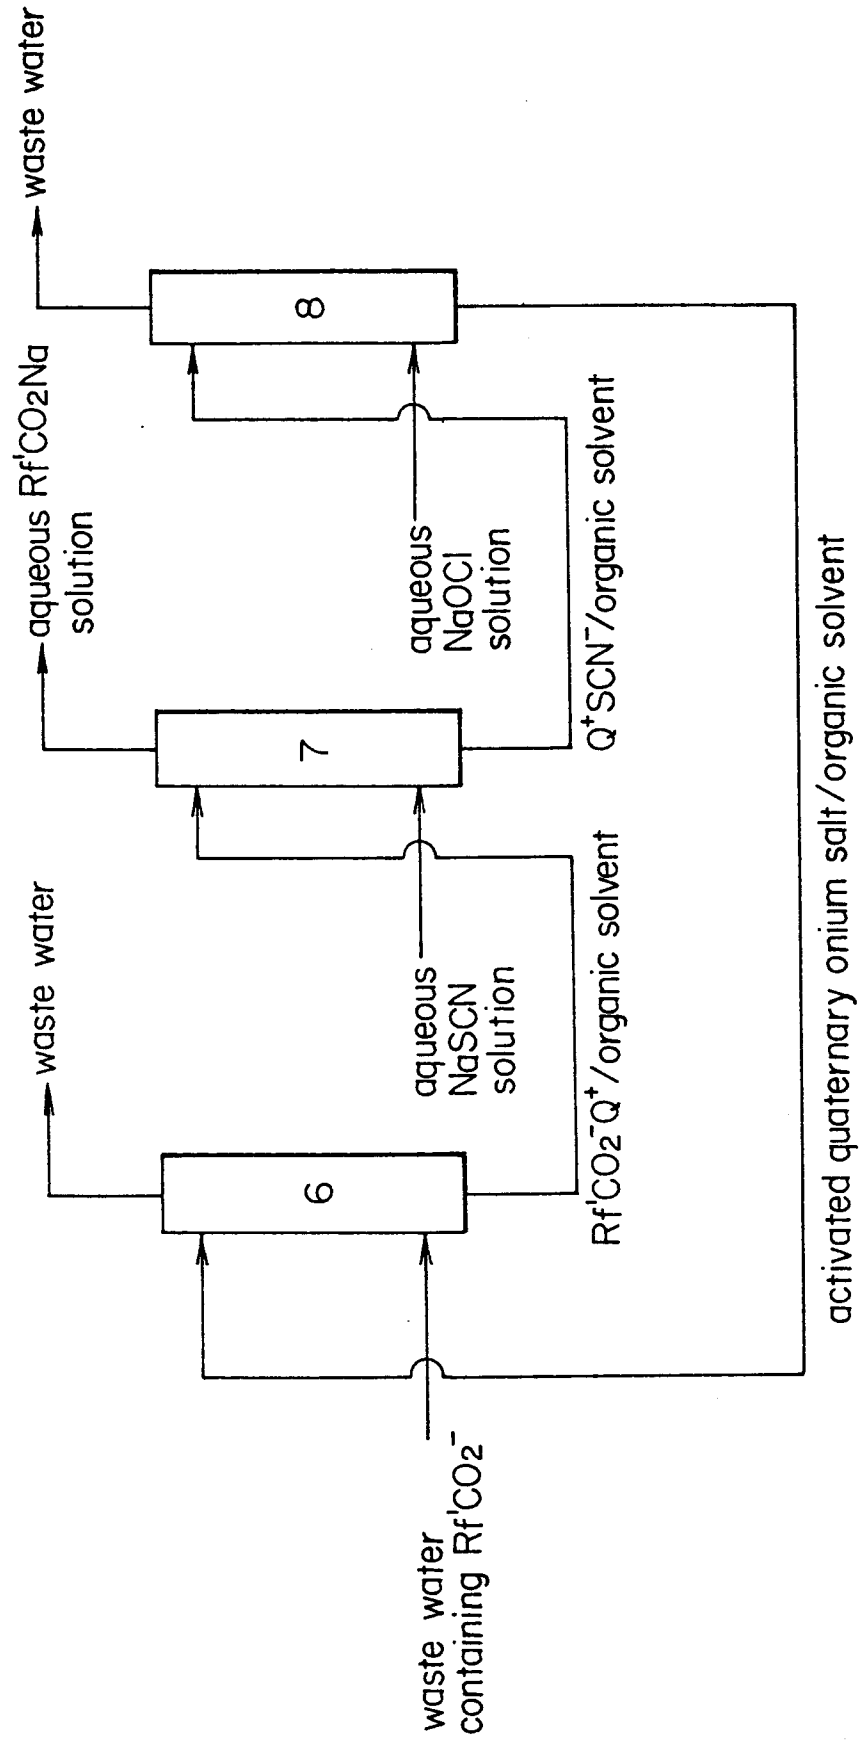 waste water
containing Rf'CO₂⁻
6
waste water
aqueous
NaSCN
solution
Rf'CO₂⁻Q⁺/organic solvent
7
aqueous Rf'CO₂Na
solution
aqueous
NaOCl
solution
Q⁺SCN⁻/organic solvent
8
waste water
activated quaternary onium salt/organic solvent